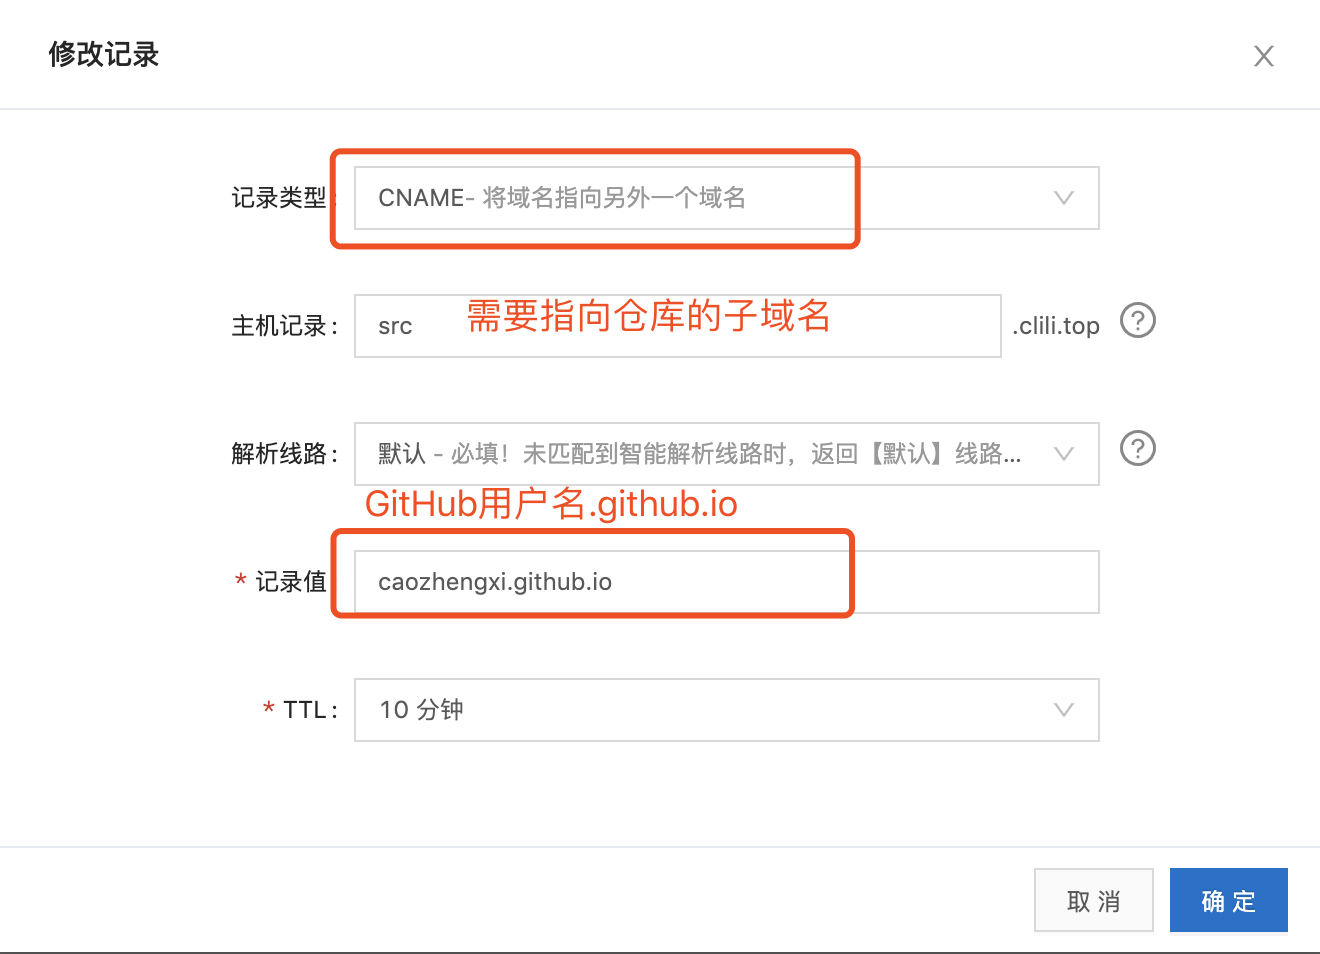 修改记录
记录类型: CNAME- 将域名指向另外一个域名
需要指向仓库的子域名
主机记录: src .clili.top ?
解析线路: 默认 - 必填！未匹配到智能解析线路时，返回【默认】线路... ?
GitHub用户名.github.io
* 记录值 caozhengxi.github.io
* TTL: 10 分钟
取 消 确 定